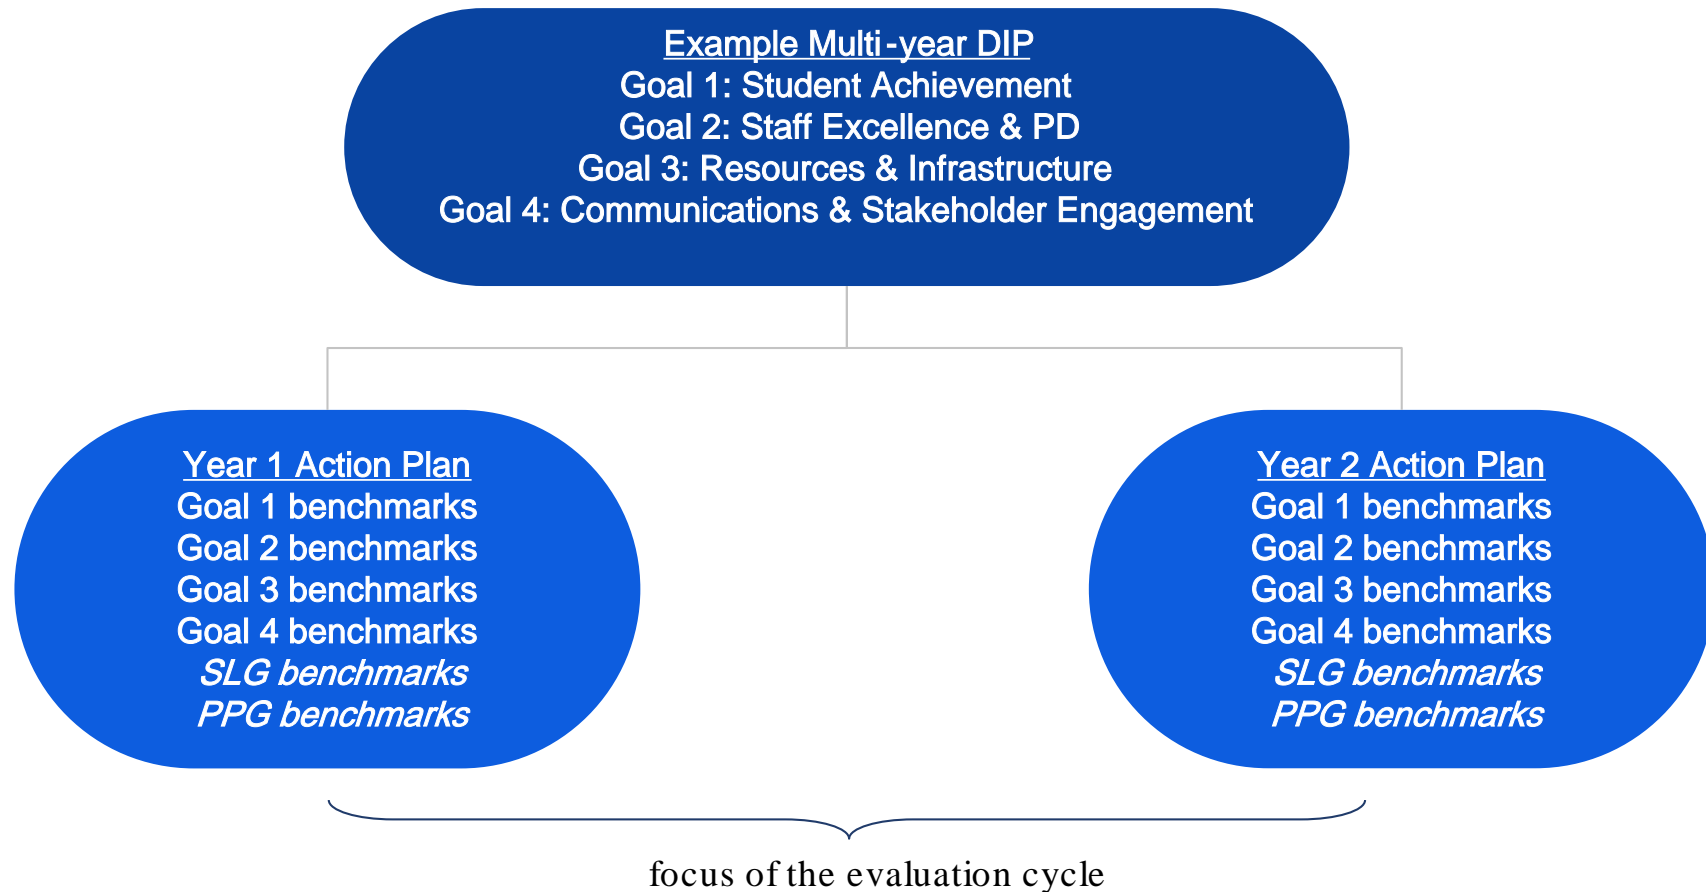 Example Multi-year DIP
Goal 1: Student Achievement
Goal 2: Staff Excellence & PD
Goal 3: Resources & Infrastructure
Goal 4: Communications & Stakeholder Engagement
Year 1 Action Plan
Goal 1 benchmarks
Goal 2 benchmarks
Goal 3 benchmarks
Goal 4 benchmarks
SLG benchmarks
PPG benchmarks
Year 2 Action Plan
Goal 1 benchmarks
Goal 2 benchmarks
Goal 3 benchmarks
Goal 4 benchmarks
SLG benchmarks
PPG benchmarks
focus of the evaluation cycle